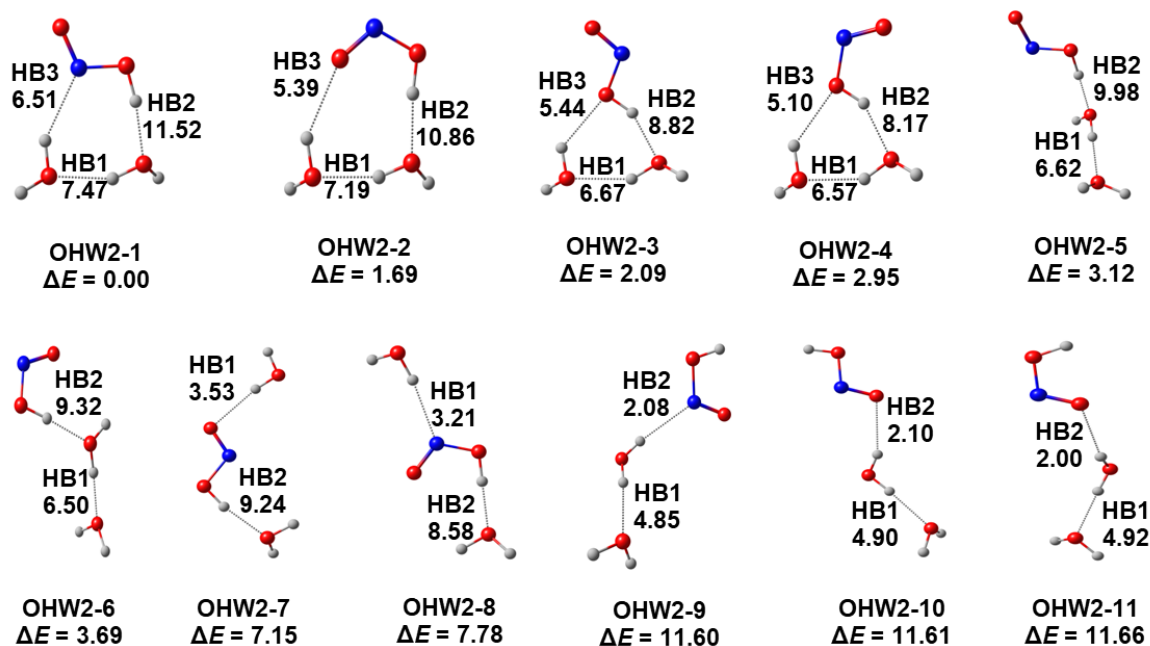 HB3
6.51
HB2
11.52
HB1
7.47
OHW2-1
ΔE = 0.00
HB3
5.39
HB2
10.86
HB1
7.19
OHW2-2
ΔE = 1.69
HB3
5.44
HB2
8.82
HB1
6.67
OHW2-3
ΔE = 2.09
HB3
5.10
HB2
8.17
HB1
6.57
OHW2-4
ΔE = 2.95
HB2
9.98
HB1
6.62
OHW2-5
ΔE = 3.12
HB2
9.32
HB1
6.50
OHW2-6
ΔE = 3.69
HB1
3.53
HB2
9.24
OHW2-7
ΔE = 7.15
HB1
3.21
HB2
8.58
OHW2-8
ΔE = 7.78
HB2
2.08
HB1
4.85
OHW2-9
ΔE = 11.60
HB2
2.10
HB1
4.90
OHW2-10
ΔE = 11.61
HB2
2.00
HB1
4.92
OHW2-11
ΔE = 11.66